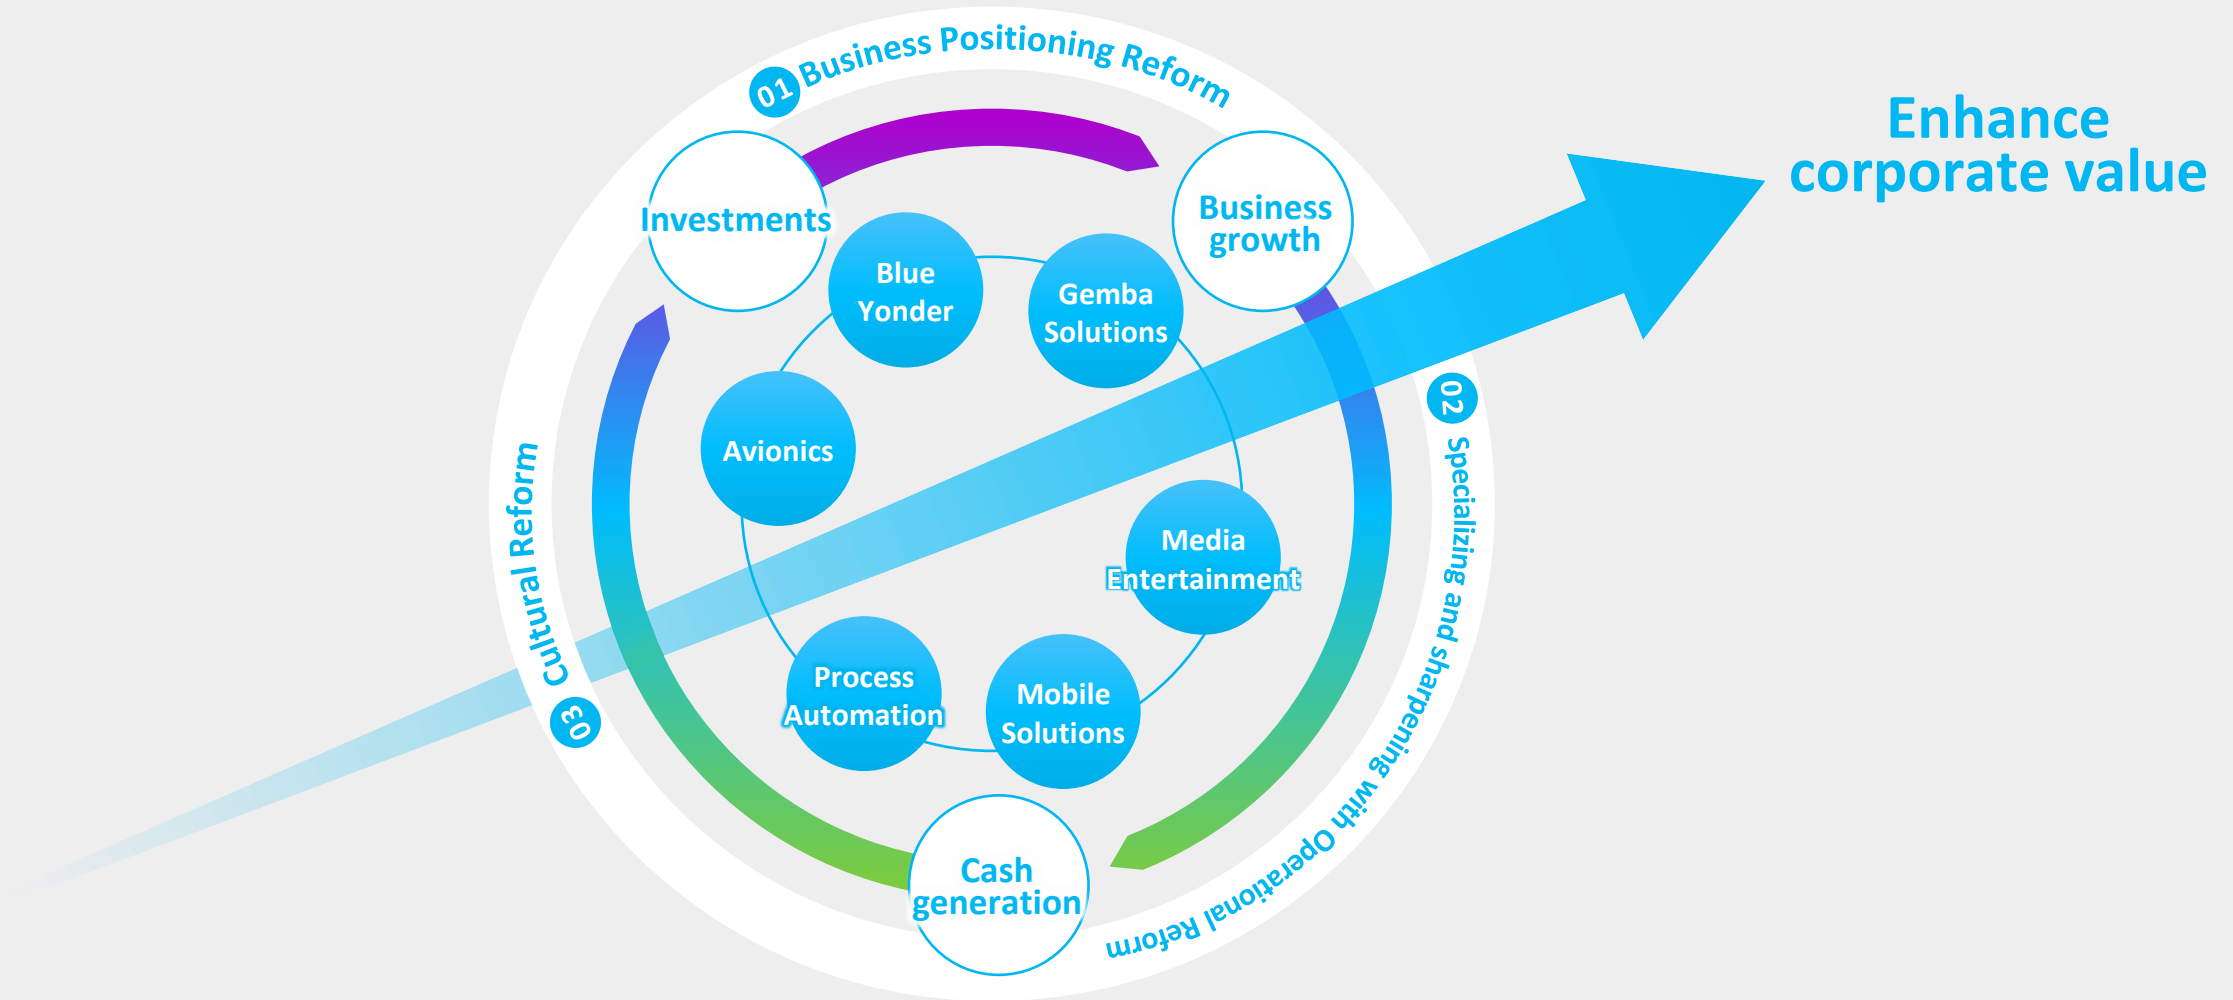 01 Business Positioning Reform
Enhance
corporate value
Investments
Business
growth
Blue
Yonder
Gemba
Solutions
Avionics
Media
Entertainment
Process
Automation
Mobile
Solutions
Cash
generation
02 Specializing and sharpening with Operational Reform
03 Cultural Reform